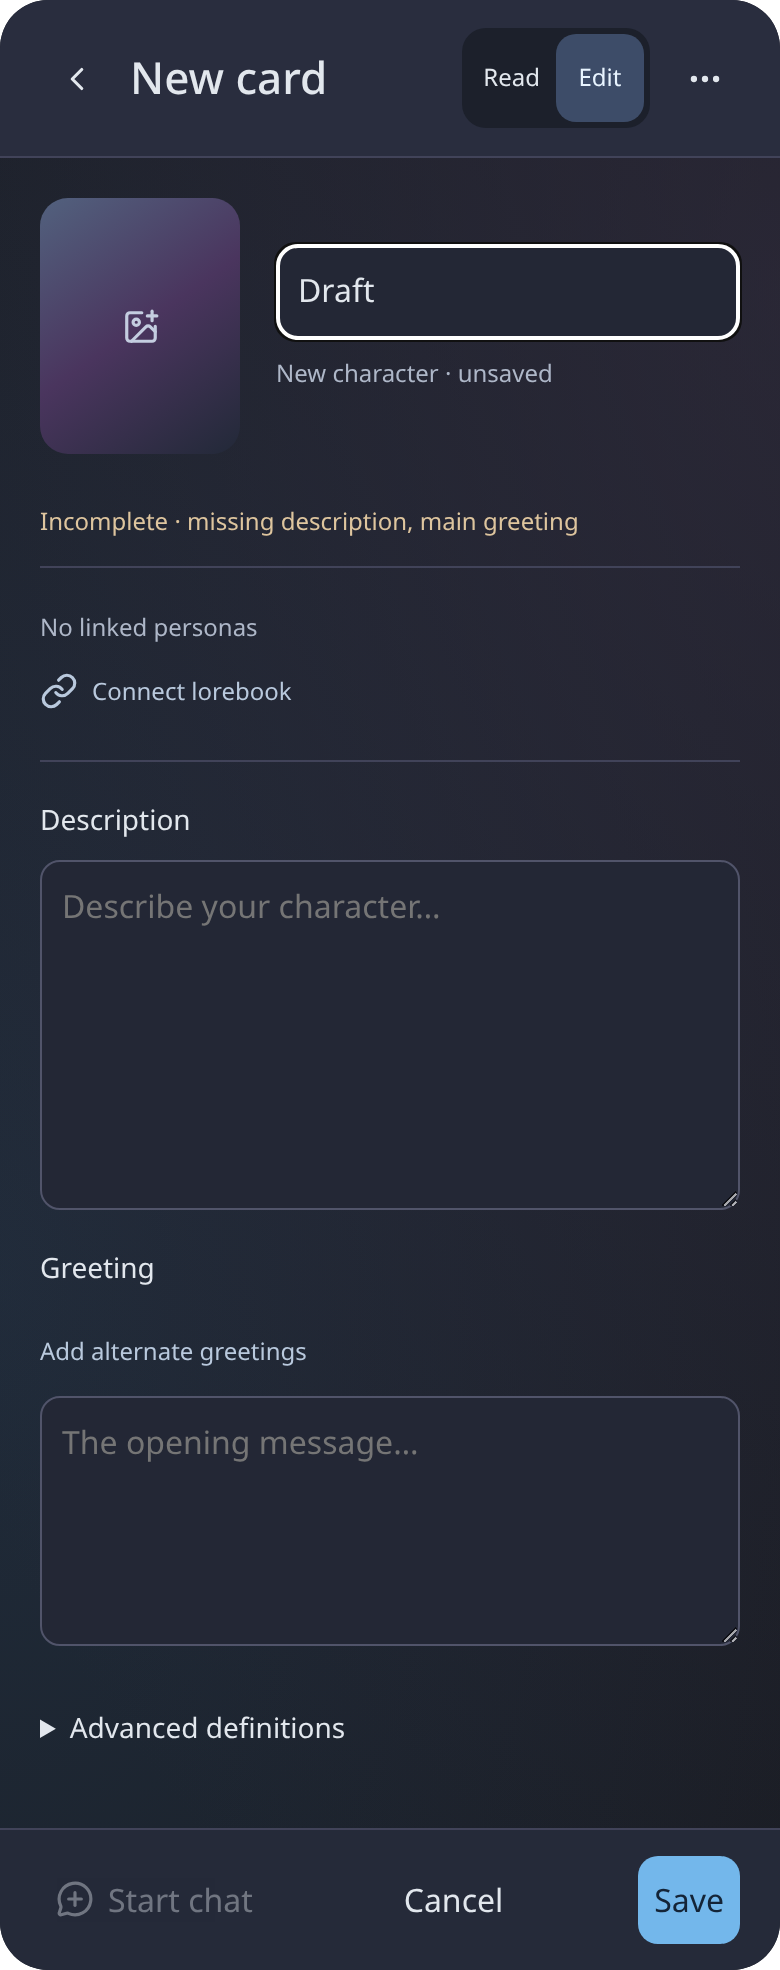 New card
Read
Edit
Draft
New character · unsaved
Incomplete · missing description, main greeting
No linked personas
Connect lorebook
Description
Describe your character...
Greeting
Add alternate greetings
The opening message...
Advanced definitions
Start chat
Cancel
Save